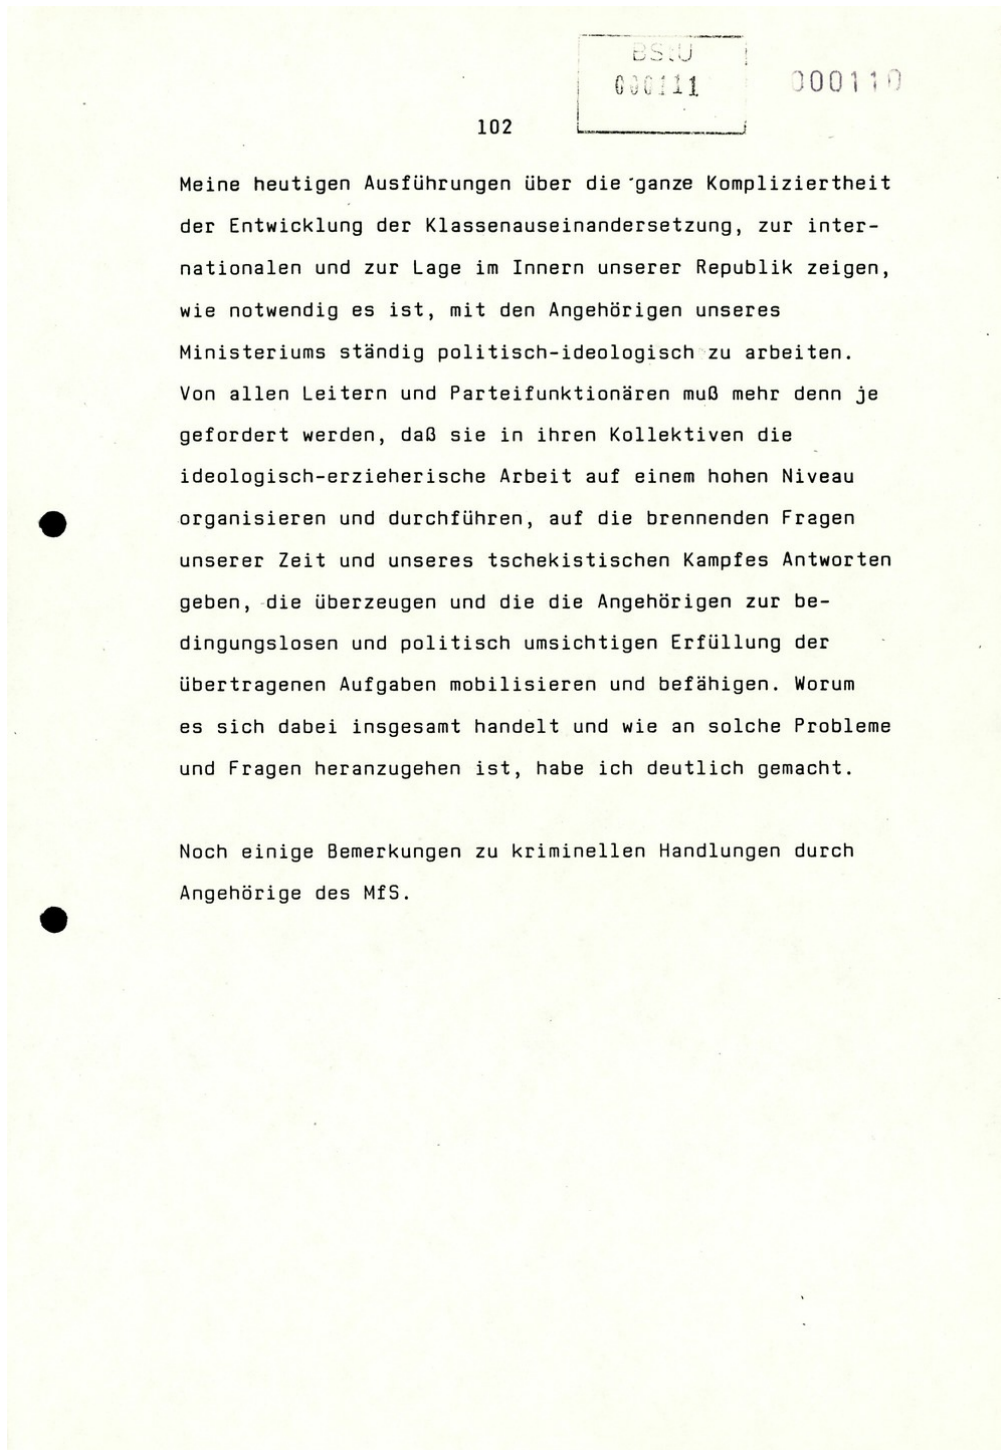 BStU
000111
000110
102
Meine heutigen Ausführungen über die ganze Kompliziertheit
der Entwicklung der Klassenauseinandersetzung, zur inter-
nationalen und zur Lage im Innern unserer Republik zeigen,
wie notwendig es ist, mit den Angehörigen unseres
Ministeriums ständig politisch-ideologisch zu arbeiten.
Von allen Leitern und Parteifunktionären muß mehr denn je
gefordert werden, daß sie in ihren Kollektiven die
ideologisch-erzieherische Arbeit auf einem hohen Niveau
organisieren und durchführen, auf die brennenden Fragen
unserer Zeit und unseres tschekistischen Kampfes Antworten
geben, die überzeugen und die die Angehörigen zur be-
dingungslosen und politisch umsichtigen Erfüllung der
übertragenen Aufgaben mobilisieren und befähigen. Worum
es sich dabei insgesamt handelt und wie an solche Probleme
und Fragen heranzugehen ist, habe ich deutlich gemacht.
Noch einige Bemerkungen zu kriminellen Handlungen durch
Angehörige des MfS.